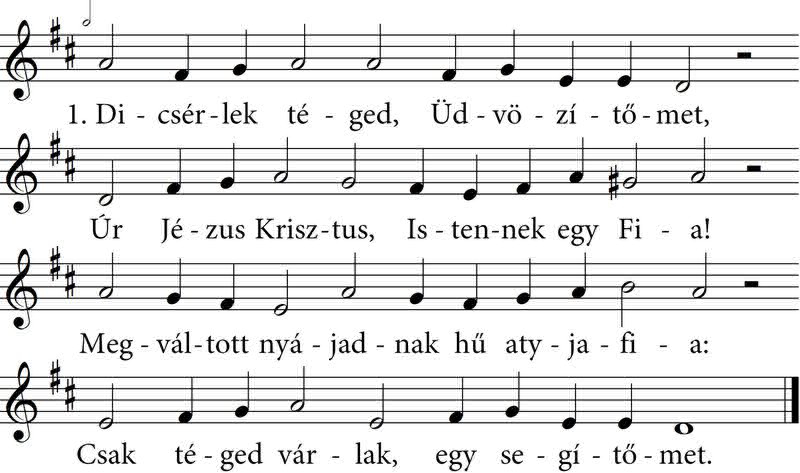 1. Di - csér - lek té - ged, Üd - vö - zí - tő - met,
Úr Jé - zus Krisz - tus, Is - ten - nek egy Fi - a!
Meg - vál - tott nyá - jad - nak hű aty - ja - fi - a:
Csak té - ged vár - lak, egy se - gí - tő - met.